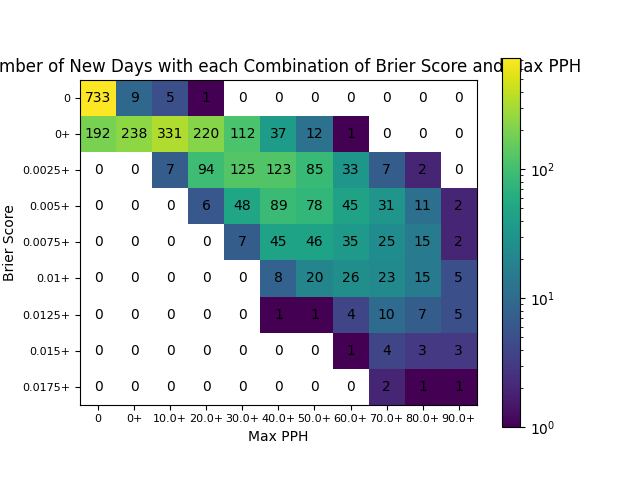 mber of New Days with each Combination of Brier Score and Max PPH
0 733 9 5 1 0 0 0 0 0 0 0
0+ 192 238 331 220 112 37 12 1 0 0 0
0.0025+ 0 0 7 94 125 123 85 33 7 2 0
0.005+ 0 0 0 6 48 89 78 45 31 11 2
0.0075+ 0 0 0 0 7 45 46 35 25 15 2
0.01+ 0 0 0 0 0 8 20 26 23 15 5
0.0125+ 0 0 0 0 0 1 1 4 10 7 5
0.015+ 0 0 0 0 0 0 0 1 4 3 3
0.0175+ 0 0 0 0 0 0 0 0 2 1 1
0 0+ 10.0+ 20.0+ 30.0+ 40.0+ 50.0+ 60.0+ 70.0+ 80.0+ 90.0+
Max PPH
Brier Score
10²
10¹
10⁰